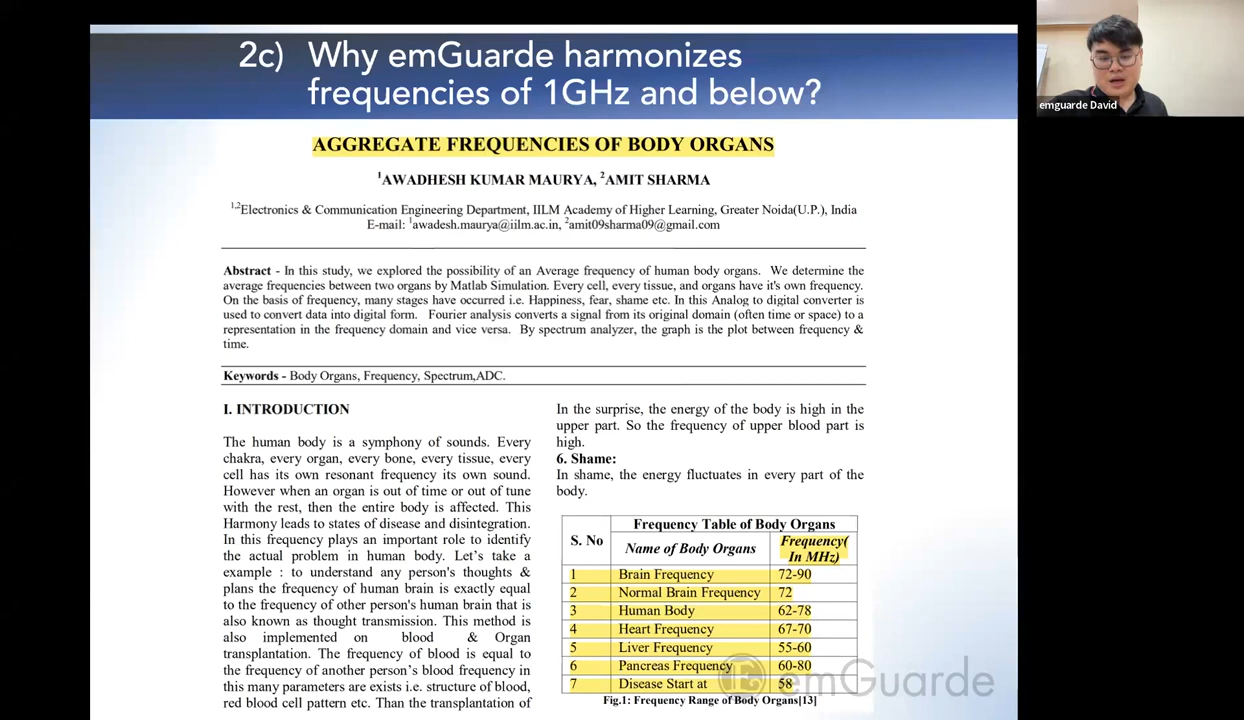 2c) Why emGuarde harmonizes
frequencies of 1GHz and below?
emguarde David
AGGREGATE FREQUENCIES OF BODY ORGANS
1AWADHESH KUMAR MAURYA, 2AMIT SHARMA
1,2Electronics & Communication Engineering Department, IILM Academy of Higher Learning, Greater Noida(U.P.), India
E-mail: 1awadesh.maurya@iilm.ac.in, 2amit09sharma09@gmail.com
Abstract - In this study, we explored the possibility of an Average frequency of human body organs. We determine the
average frequencies between two organs by Matlab Simulation. Every cell, every tissue, and organs have it's own frequency.
On the basis of frequency, many stages have occurred i.e. Happiness, fear, shame etc. In this Analog to digital converter is
used to convert data into digital form. Fourier analysis converts a signal from its original domain (often time or space) to a
representation in the frequency domain and vice versa. By spectrum analyzer, the graph is the plot between frequency &
time.
Keywords - Body Organs, Frequency, Spectrum,ADC.
I. INTRODUCTION
The human body is a symphony of sounds. Every
chakra, every organ, every bone, every tissue, every
cell has its own resonant frequency its own sound.
However when an organ is out of time or out of tune
with the rest, then the entire body is affected. This
Harmony leads to states of disease and disintegration.
In this frequency plays an important role to identify
the actual problem in human body. Let's take a
example : to understand any person's thoughts &
plans the frequency of human brain is exactly equal
to the frequency of other person's human brain that is
also known as thought transmission. This method is
also implemented on blood & Organ
transplantation. The frequency of blood is equal to
the frequency of another person's blood frequency in
this many parameters are exists i.e. structure of blood,
red blood cell pattern etc. Than the transplantation of
In the surprise, the energy of the body is high in the
upper part. So the frequency of upper blood part is
high.
6. Shame:
In shame, the energy fluctuates in every part of the
body.
Frequency Table of Body Organs
S. No Name of Body Organs Frequency( In MHz)
1 Brain Frequency 72-90
2 Normal Brain Frequency 72
3 Human Body 62-78
4 Heart Frequency 67-70
5 Liver Frequency 55-60
6 Pancreas Frequency 60-80
7 Disease Start at 58
emGuarde
Fig.1: Frequency Range of Body Organs[13]